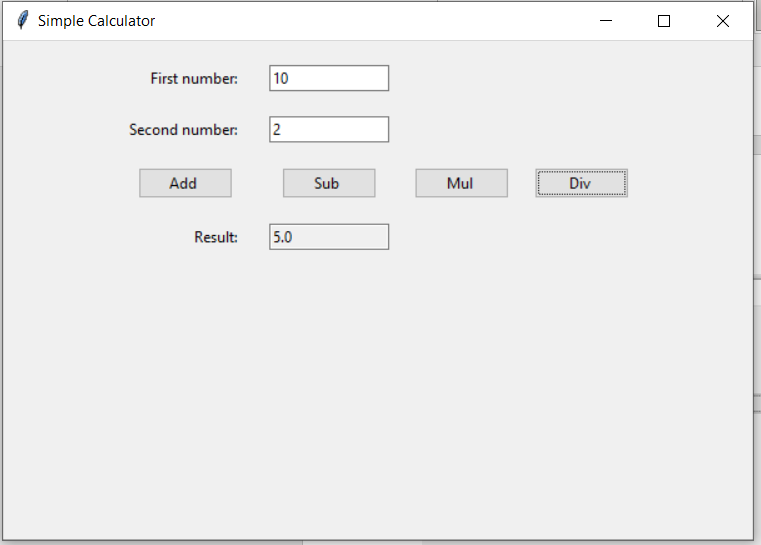 Simple Calculator
First number: 10
Second number: 2
Add Sub Mul Div
Result: 5.0